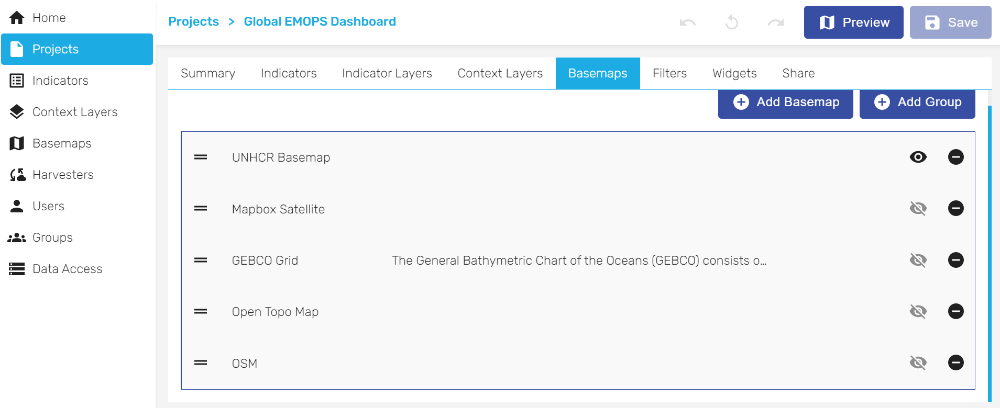 Home
Projects
Indicators
Context Layers
Basemaps
Harvesters
Users
Groups
Data Access
Projects > Global EMOPS Dashboard
Preview
Save
Summary Indicators Indicator Layers Context Layers Basemaps Filters Widgets Share
Add Basemap Add Group
UNHCR Basemap
Mapbox Satellite
GEBCO Grid The General Bathymetric Chart of the Oceans (GEBCO) consists o...
Open Topo Map
OSM